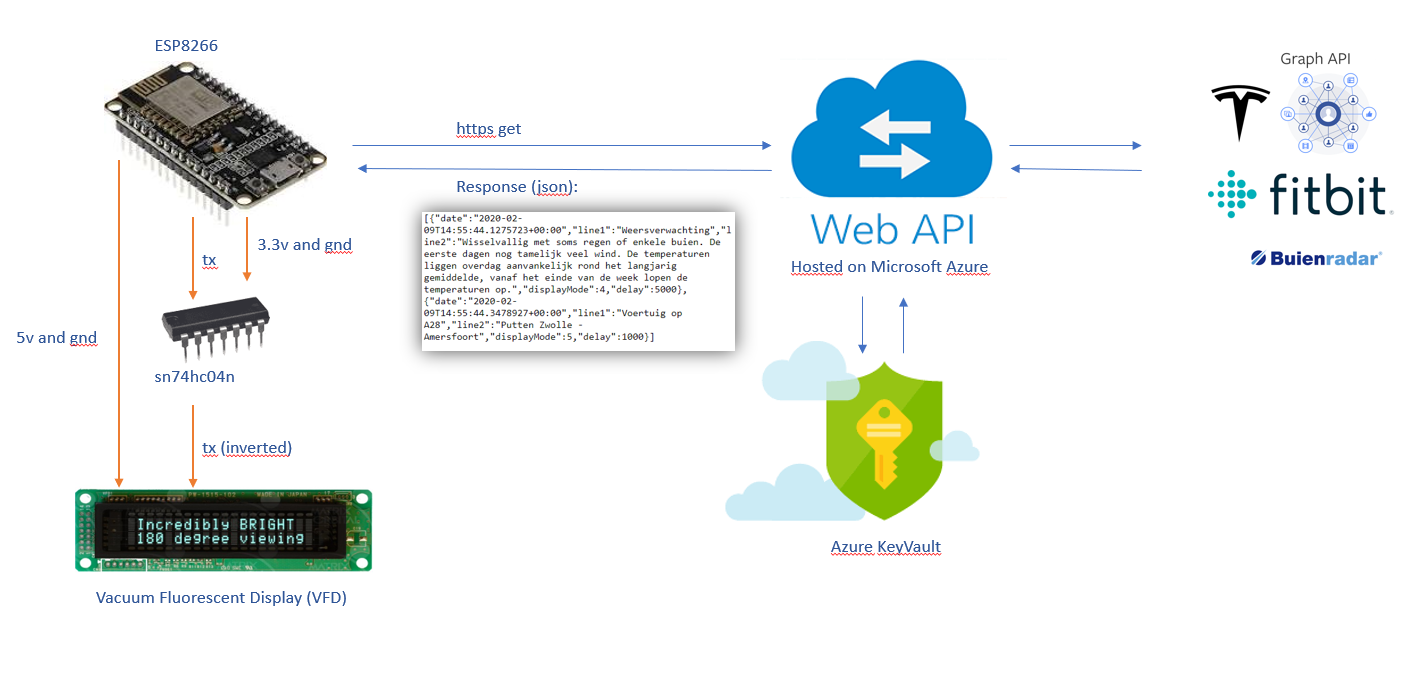 ESP8266
https get
Response (json):
[{"date":"2020-02-
09T14:55:44.1275723+00:00","line1":"Weersverwachting","l
ine2":"Wisselvallig met soms regen of enkele buien. De
eerste dagen nog tamelijk veel wind. De temperaturen
liggen overdag aanvankelijk rond het langjarig
gemiddelde, vanaf het einde van de week lopen de
temperaturen op.","displayMode":4,"delay":5000},
{"date":"2020-02-
09T14:55:44.3478927+00:00","line1":"Voertuig op
A28","line2":"Putten Zwolle -
Amersfoort","displayMode":5,"delay":1000}]
3.3v and gnd
tx
5v and gnd
sn74hc04n
tx (inverted)
MADE IN JAPAN
Incredibly BRIGHT
180 degree viewing
Vacuum Fluorescent Display (VFD)
Web API
Hosted on Microsoft Azure
Azure KeyVault
Graph API
fitbit®
Buienradar